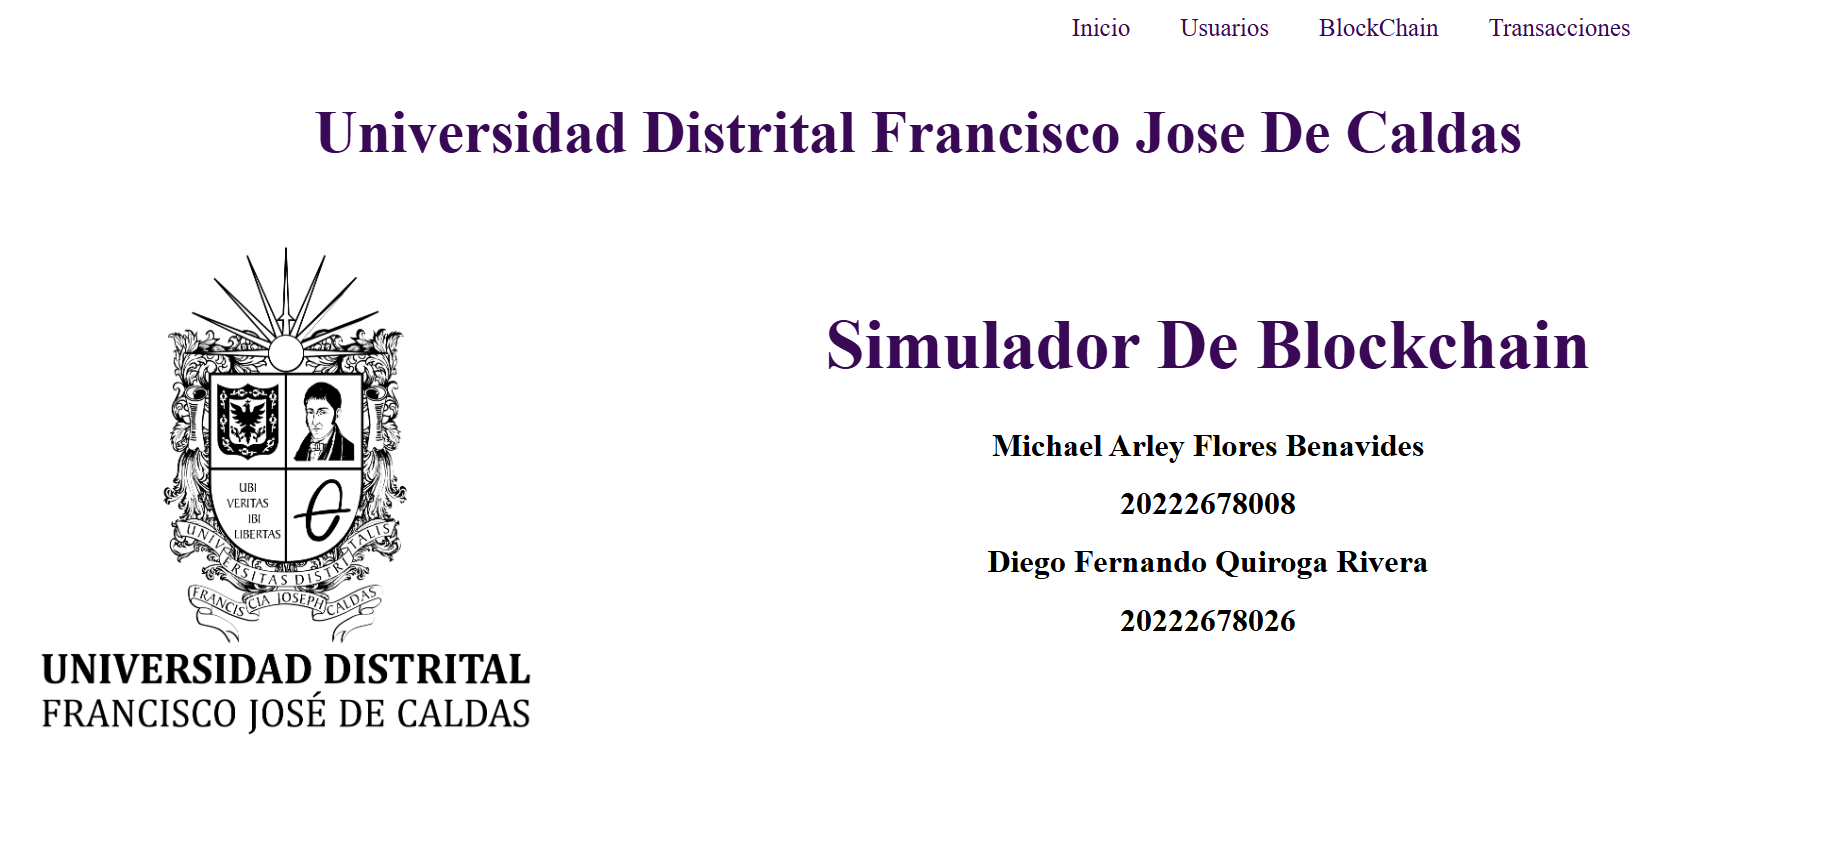 Inicio Usuarios BlockChain Transacciones
Universidad Distrital Francisco Jose De Caldas
Simulador De Blockchain
Michael Arley Flores Benavides
20222678008
Diego Fernando Quiroga Rivera
20222678026
UBI
VERITAS
IBI
LIBERTAS
UNIVERSITAS DISTRITALIS
FRANCISCIA JOSEPH CALDAS
UNIVERSIDAD DISTRITAL
FRANCISCO JOSÉ DE CALDAS